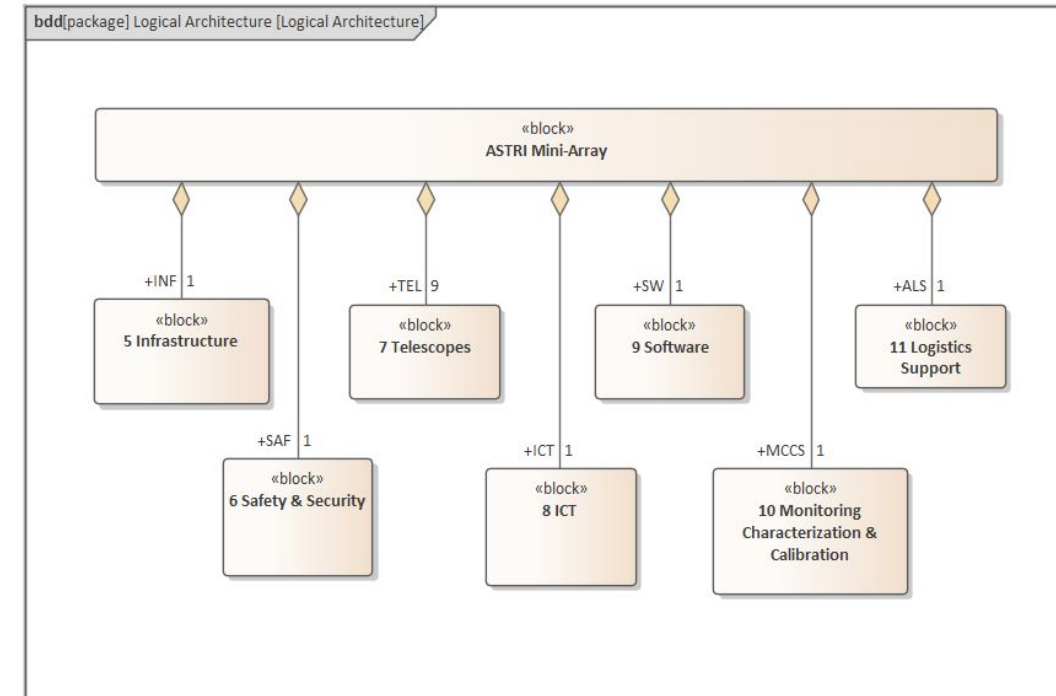 bdd[package] Logical Architecture [Logical Architecture]
«block»
ASTRI Mini-Array
+INF 1
«block»
5 Infrastructure
+TEL 9
«block»
7 Telescopes
+SW 1
«block»
9 Software
+ALS 1
«block»
11 Logistics
Support
+SAF 1
«block»
6 Safety & Security
+ICT 1
«block»
8 ICT
+MCCS 1
«block»
10 Monitoring
Characterization &
Calibration